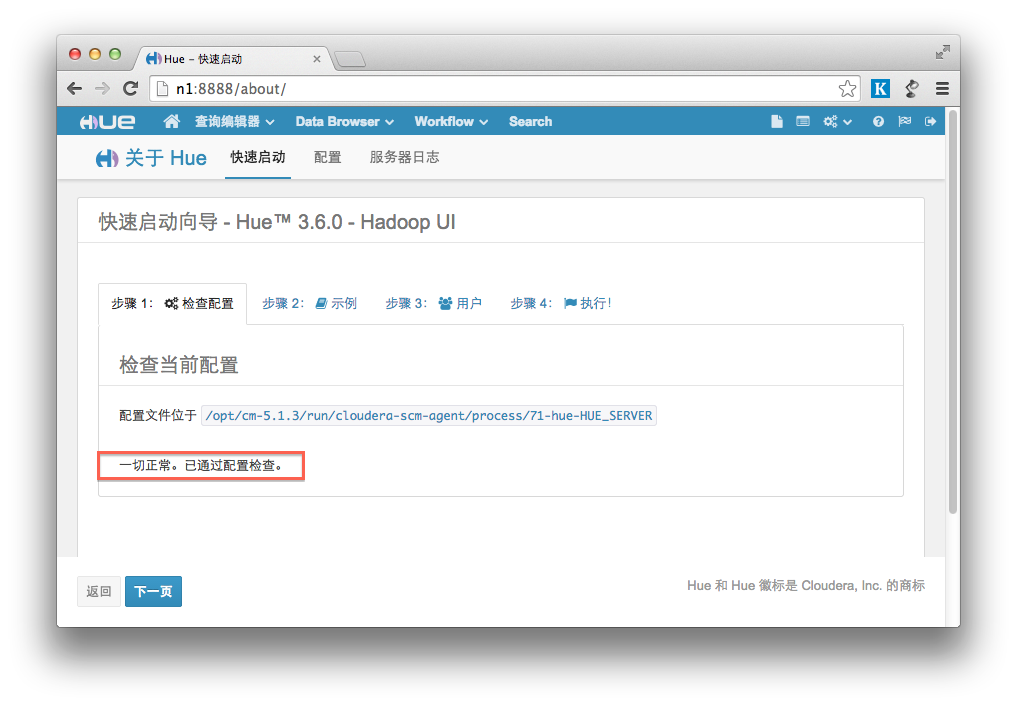 Hue - 快速启动
n1:8888/about/
K
HUE 查询编辑器 Data Browser Workflow Search
关于 Hue 快速启动 配置 服务器日志
快速启动向导 - Hue™ 3.6.0 - Hadoop UI
步骤 1: 检查配置 步骤 2: 示例 步骤 3: 用户 步骤 4: 执行!
检查当前配置
配置文件位于 /opt/cm-5.1.3/run/cloudera-scm-agent/process/71-hue-HUE_SERVER
一切正常。已通过配置检查。
返回 下一页
Hue 和 Hue 徽标是 Cloudera, Inc. 的商标